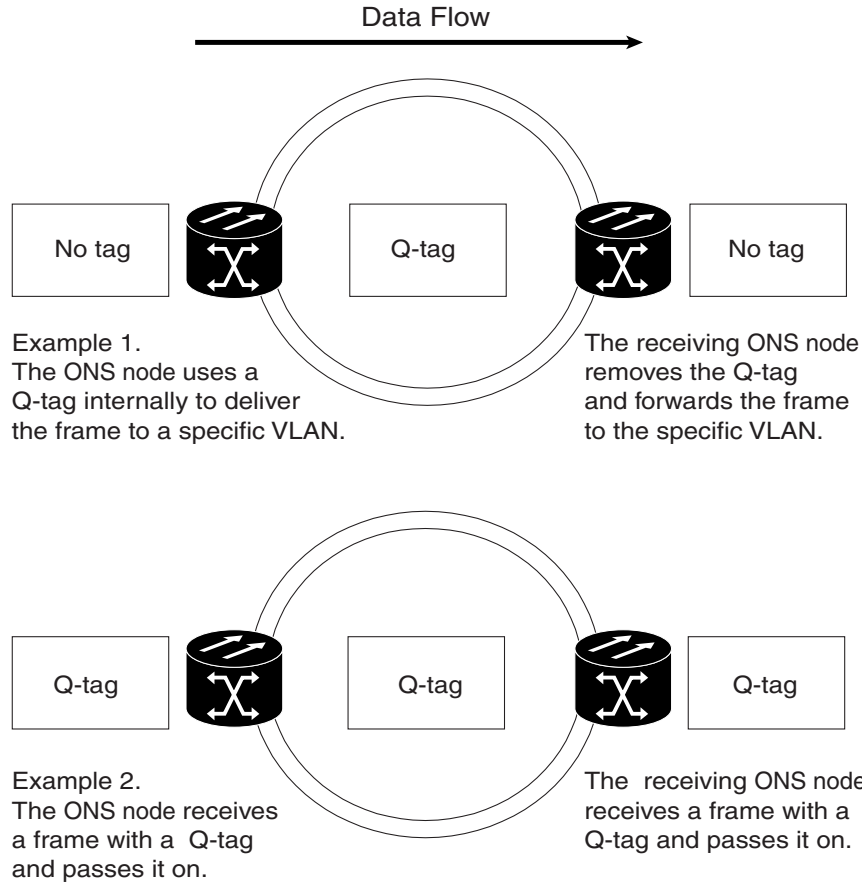 Data Flow
No tag
Q-tag
No tag
Example 1.
The ONS node uses a
Q-tag internally to deliver
the frame to a specific VLAN.
The receiving ONS node
removes the Q-tag
and forwards the frame
to the specific VLAN.
Q-tag
Q-tag
Q-tag
Example 2.
The ONS node receives
a frame with a Q-tag
and passes it on.
The receiving ONS node
receives a frame with a
Q-tag and passes it on.